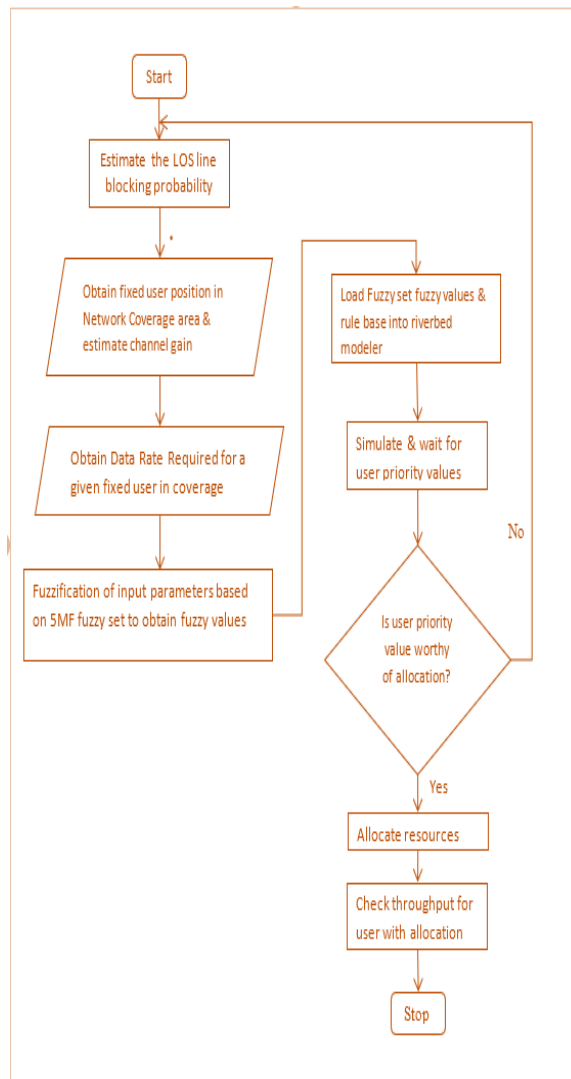 Start
Estimate the LOS line
blocking probability
*
Obtain fixed user position in
Network Coverage area &
estimate channel gain
Obtain Data Rate Required for a
given fixed user in coverage
Fuzzification of input parameters based
on 5MF fuzzy set to obtain fuzzy values
Load Fuzzy set fuzzy values &
rule base into riverbed
modeler
Simulate & wait for
user priority values
No
Is user priority
value worthy
of allocation?
Yes
Allocate resources
Check throughput for
user with allocation
Stop